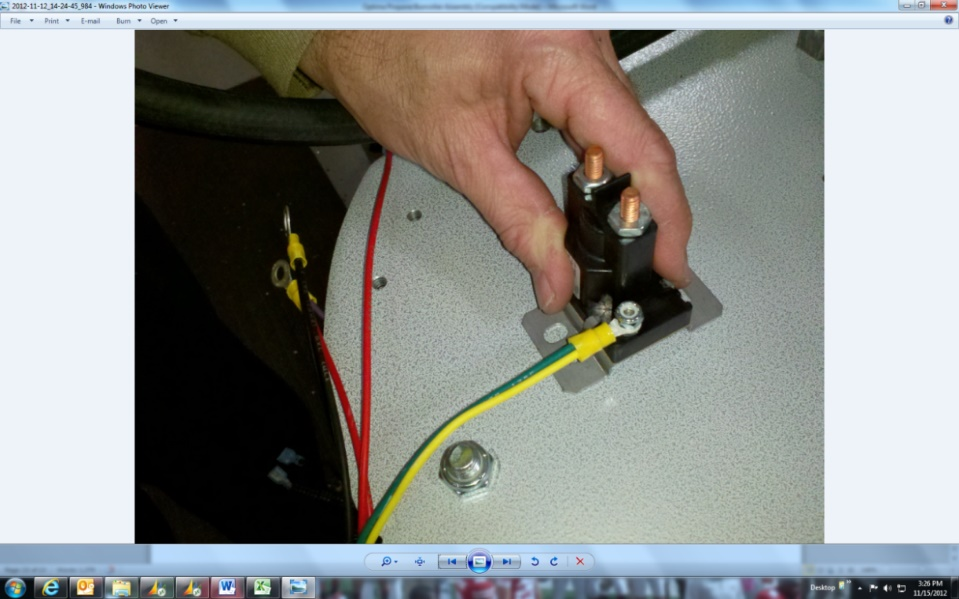 2012-11-12_14-24-45_984 - Windows Photo Viewer
File Print E-mail Burn Open
Desktop
3:26 PM
11/15/2012